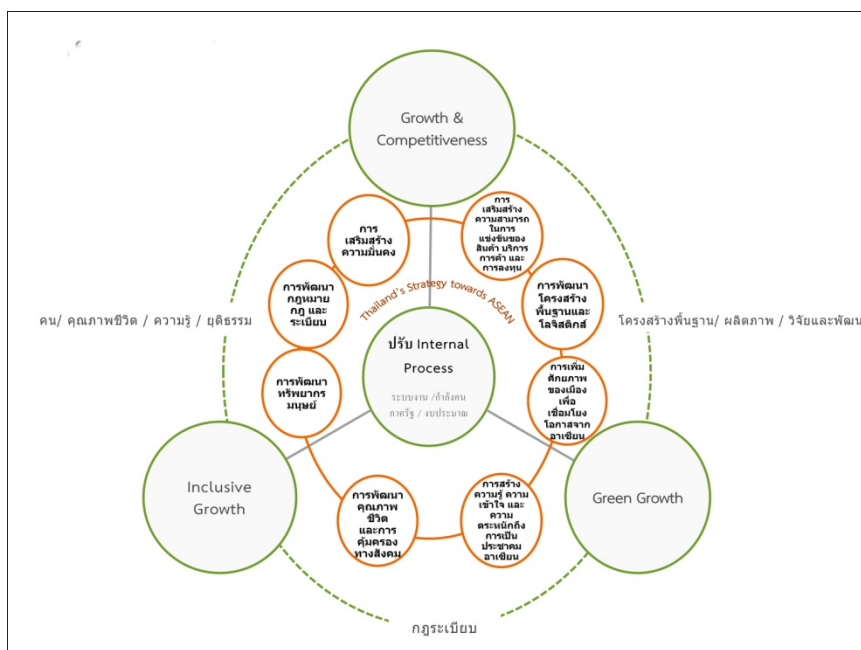 Growth &
Competitiveness
การ
เสริมสร้าง
ความสามารถ
ในการ
แข่งขันของ
สินค้า บริการ
การค้า และ
การลงทุน
การ
เสริมสร้าง
ความมั่นคง
การพัฒนา
โครงสร้าง
พื้นฐานและ
โลจิสติกส์
การพัฒนา
กฎหมาย
กฎ และ
ระเบียบ
Thailand's Strategy towards ASEAN
คน/ คุณภาพชีวิต / ความรู้ / ยุติธรรม
โครงสร้างพื้นฐาน/ ผลิตภาพ / วิจัยและพัฒน
ปรับ Internal
Process
ระบบงาน /กำลังคน
ภาครัฐ / งบประมาณ
การพัฒนา
ทรัพยากร
มนุษย์
การเพิ่ม
ศักยภาพ
ของเมือง
เพื่อ
เชื่อมโยง
โอกาสจาก
อาเซียน
Inclusive
Growth
การพัฒนา
คุณภาพ
ชีวิต
และการ
คุ้มครอง
ทางสังคม
การสร้าง
ความรู้ ความ
เข้าใจ และ
ความ
ตระหนักถึง
การเป็น
ประชาคม
อาเซียน
Green Growth
กฎระเบียบ